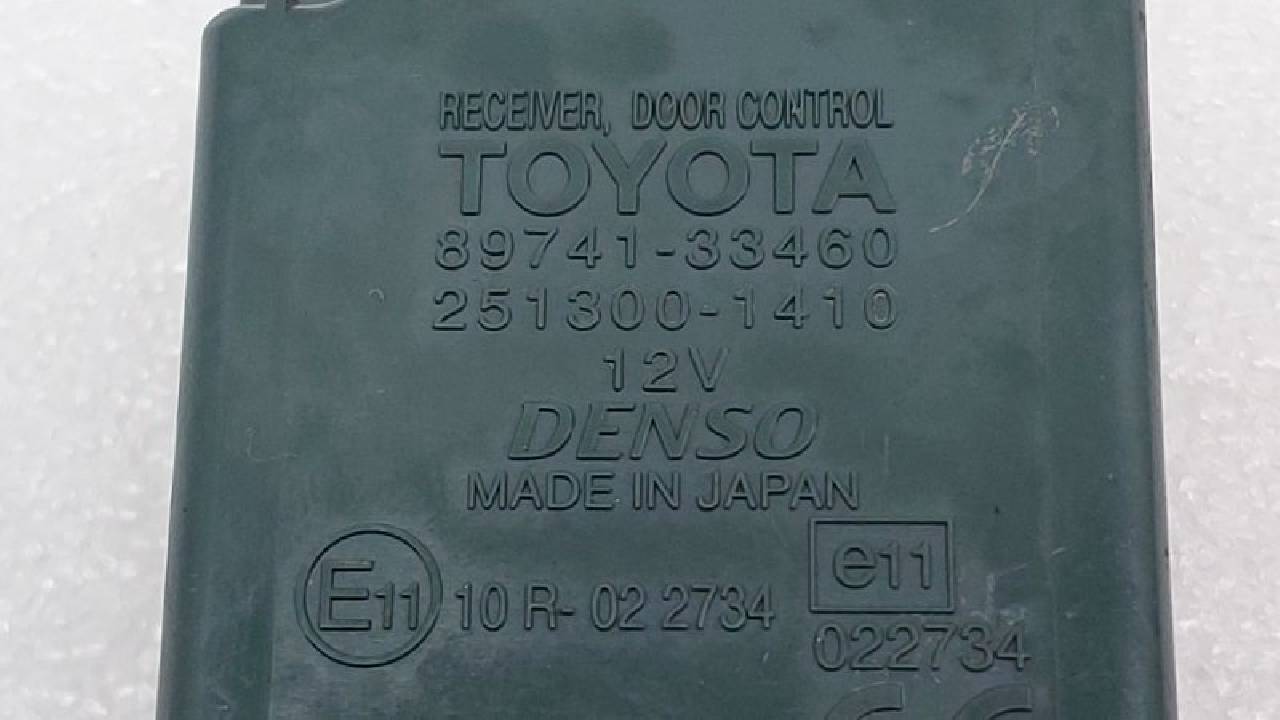 RECEIVER, DOOR CONTROL
TOYOTA
89741-33460
251300-1410
12V
DENSO
MADE IN JAPAN
E11 10 R- 02 2734
e11
022734
CE